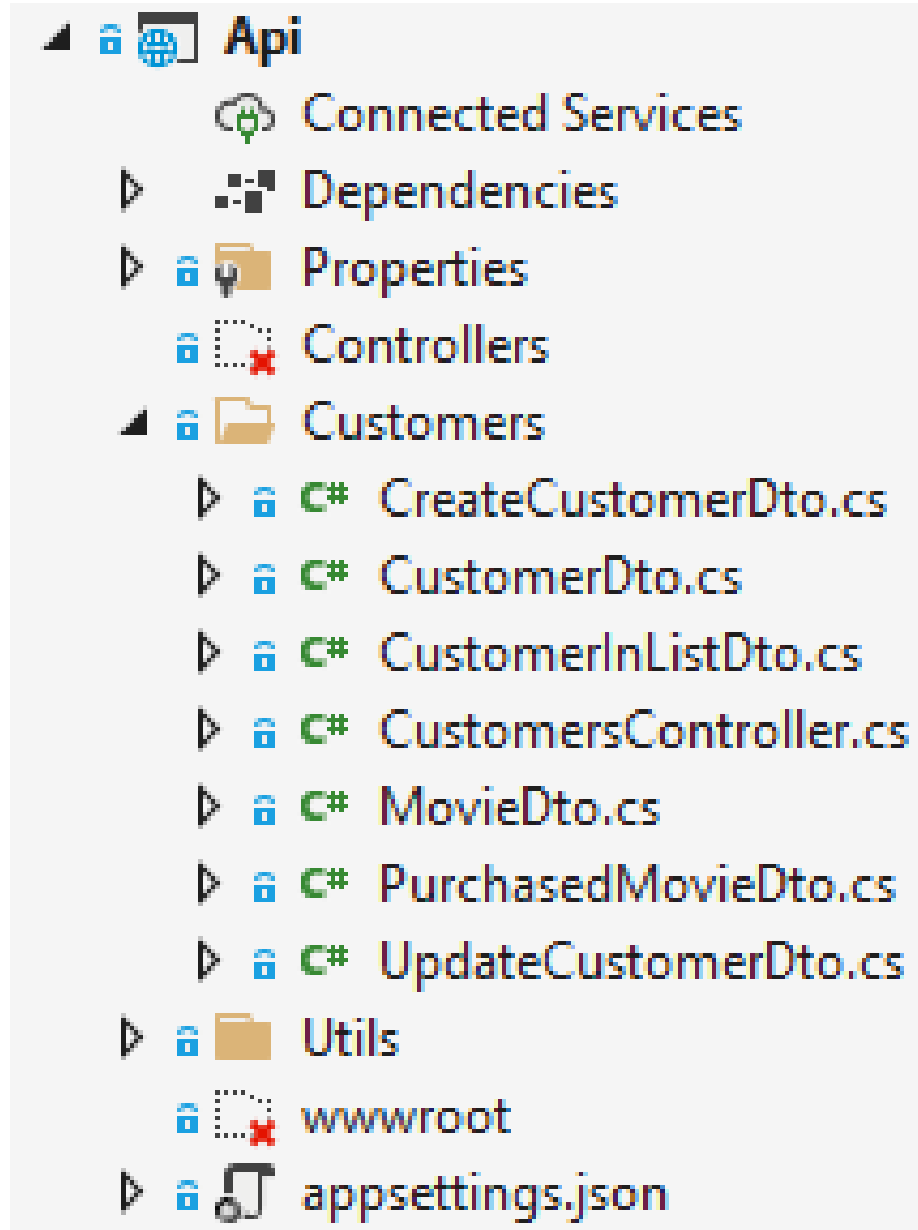 Api
Connected Services
Dependencies
Properties
Controllers
Customers
C# CreateCustomerDto.cs
C# CustomerDto.cs
C# CustomerInListDto.cs
C# CustomersController.cs
C# MovieDto.cs
C# PurchasedMovieDto.cs
C# UpdateCustomerDto.cs
Utils
wwwroot
appsettings.json